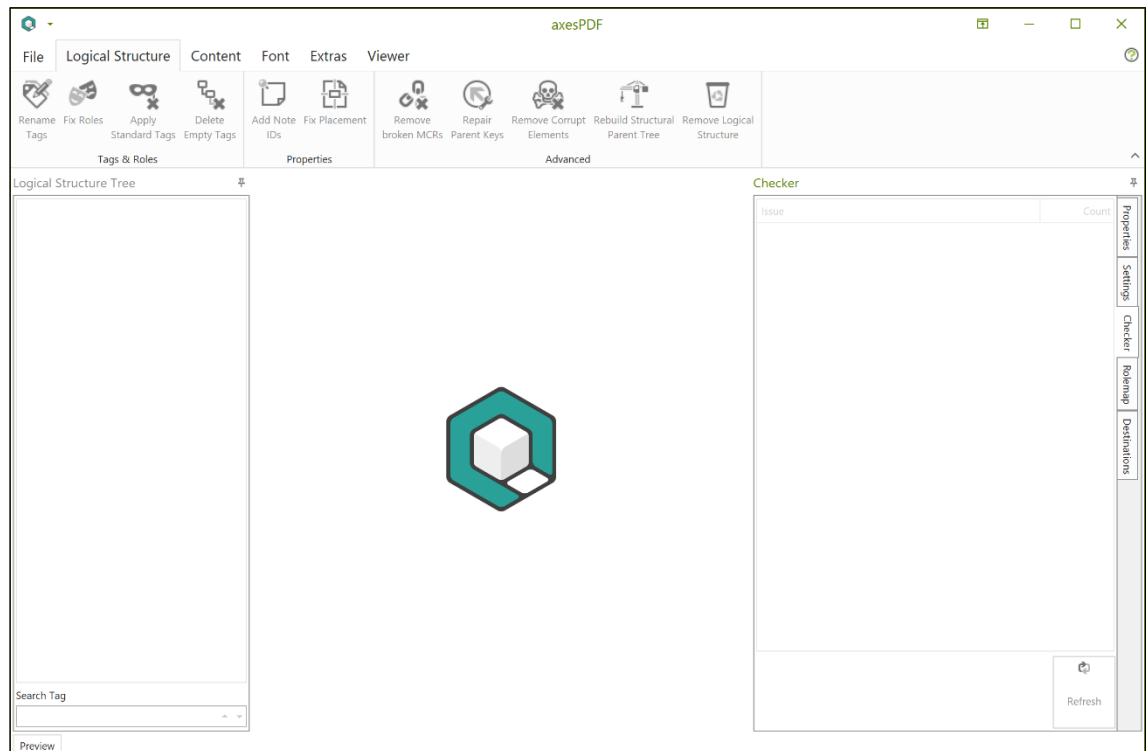 axesPDF
File Logical Structure Content Font Extras Viewer
Rename Tags
Fix Roles
Apply Standard Tags
Delete Empty Tags
Add Note IDs
Fix Placement
Remove broken MCRs
Repair Parent Keys
Remove Corrupt Elements
Rebuild Structural Parent Tree
Remove Logical Structure
Tags & Roles
Properties
Advanced
Logical Structure Tree
Checker
Issue Count
Properties
Settings
Checker
Rolemap
Destinations
Refresh
Search Tag
Preview